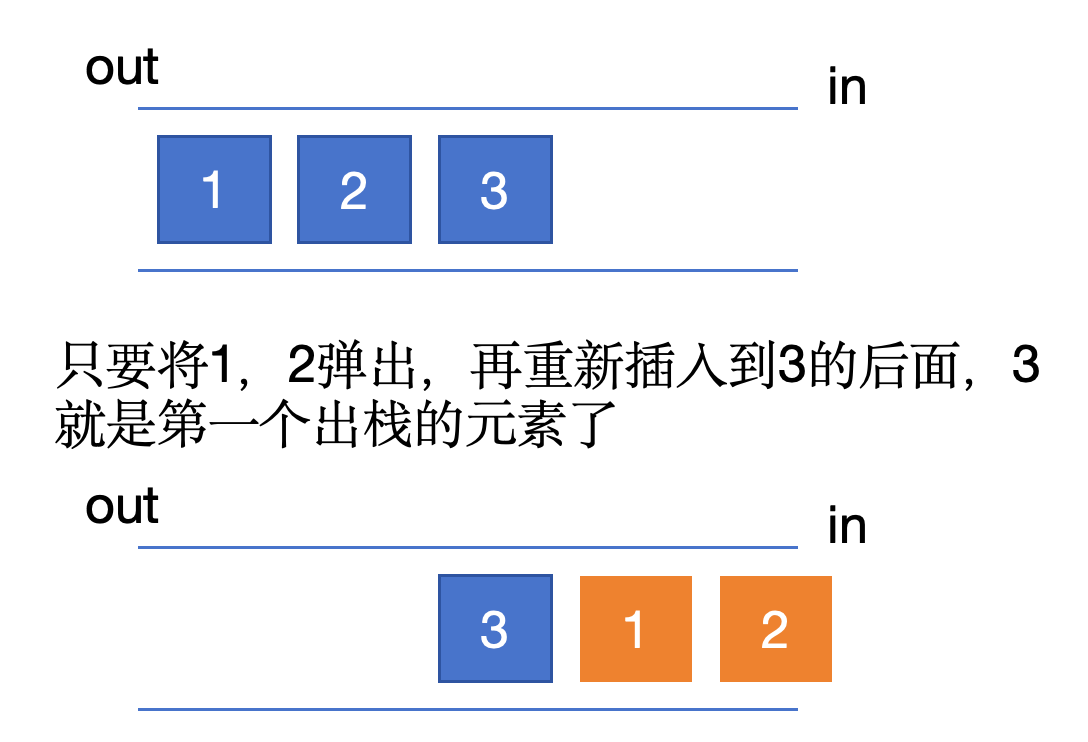 out
in
1 2 3
只要将1，2弹出，再重新插入到3的后面，3
就是第一个出栈的元素了
out
in
3 1 2